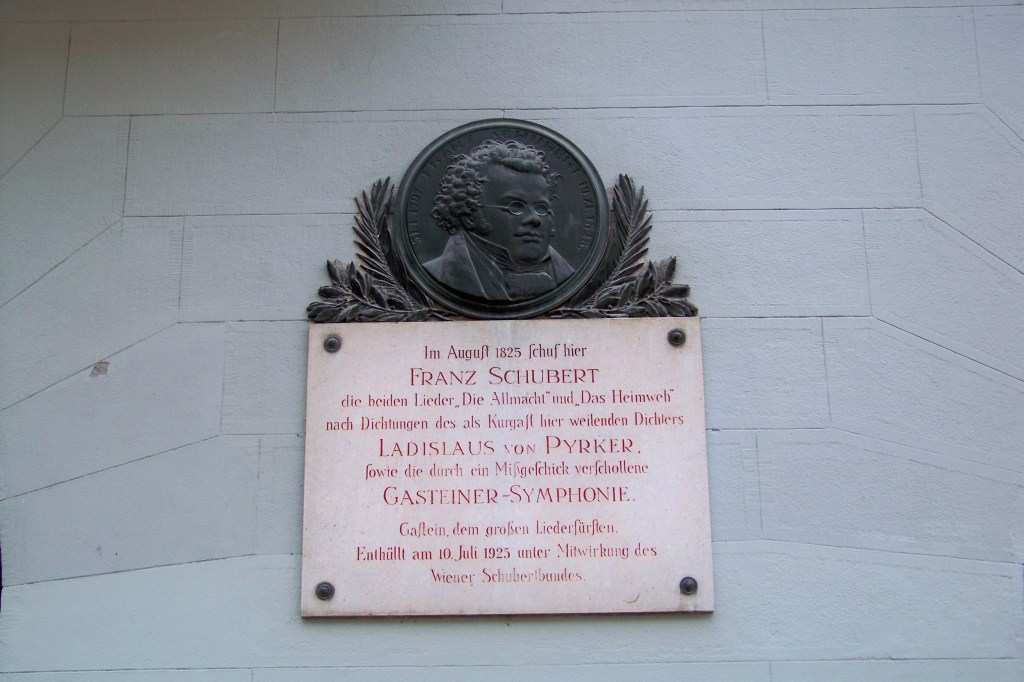 FRANZ SCHUBERT
Im Auguſt 1825 ſchuf hier
FRANZ SCHUBERT
die beiden Lieder „Die Allmacht" und „Das Heimweh"
nach Dichtungen des als Kurgaſt hier weilenden Dichters
LADISLAUS VON PYRKER,
ſowie die durch ein Mißgeſchick verſchollene
GASTEINER-SYMPHONIE.
Gaſtein, dem großen Liederfürſten.
Enthüllt am 10. Juli 1925 unter Mitwirkung des
Wiener Schubertbundes.